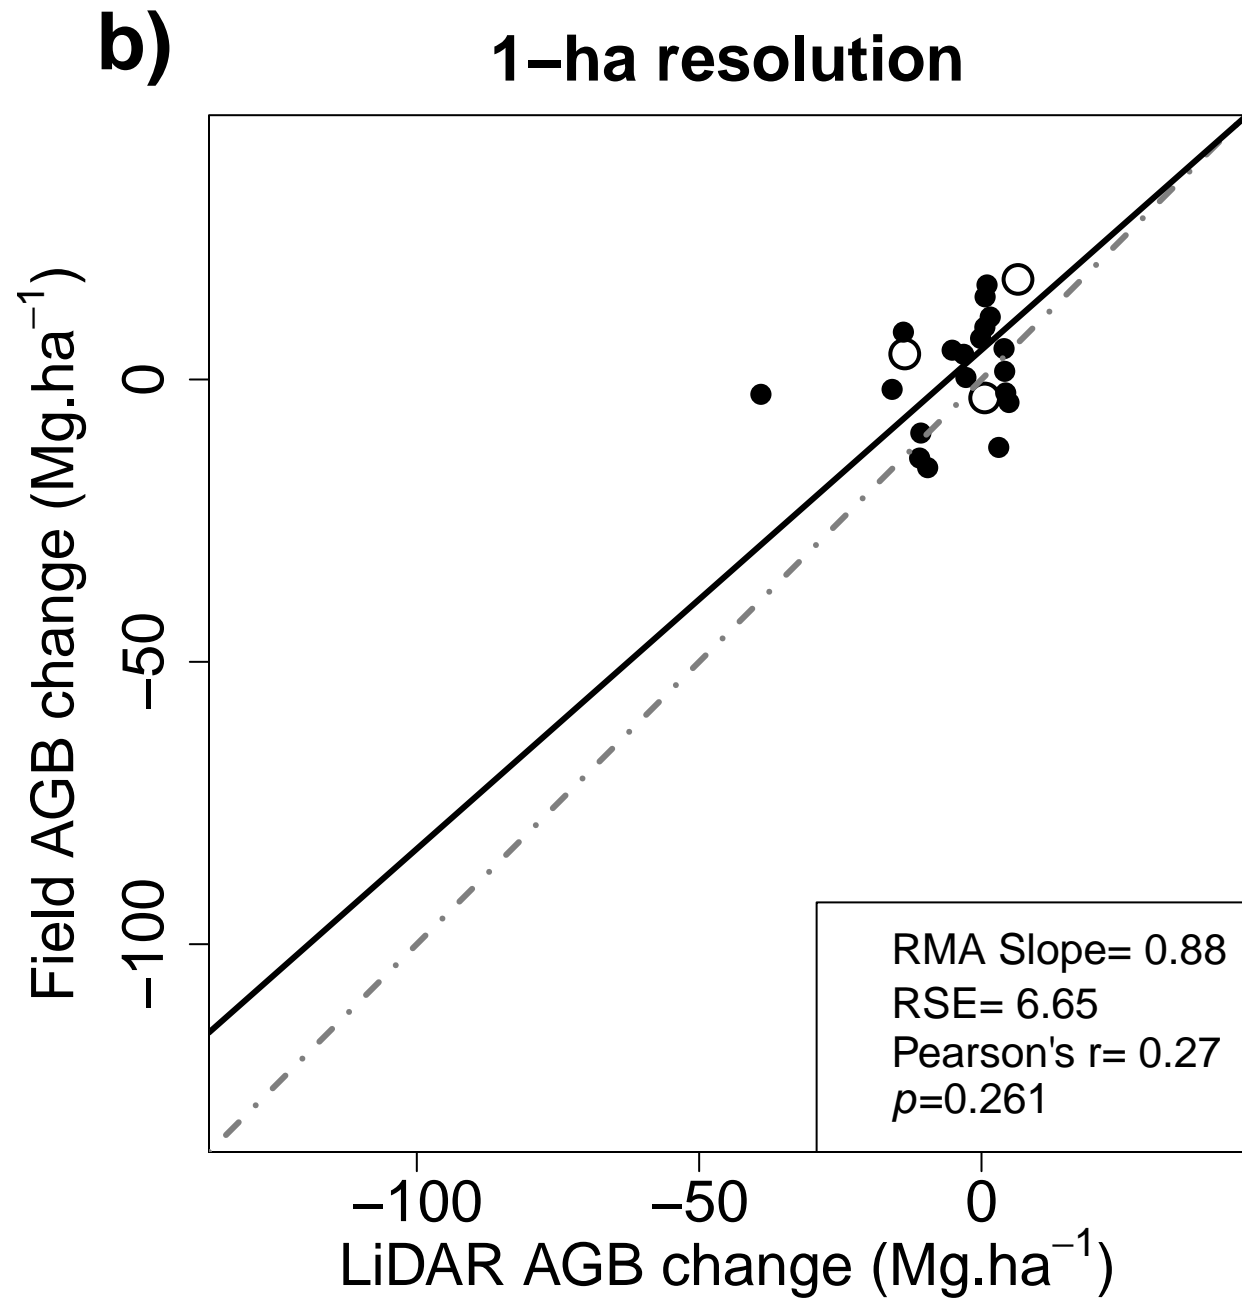 b)
1–ha resolution
Field AGB change (Mg.ha⁻¹)
0
−50
−100
RMA Slope= 0.88
RSE= 6.65
Pearson's r= 0.27
p=0.261
−100 −50 0
LiDAR AGB change (Mg.ha⁻¹)